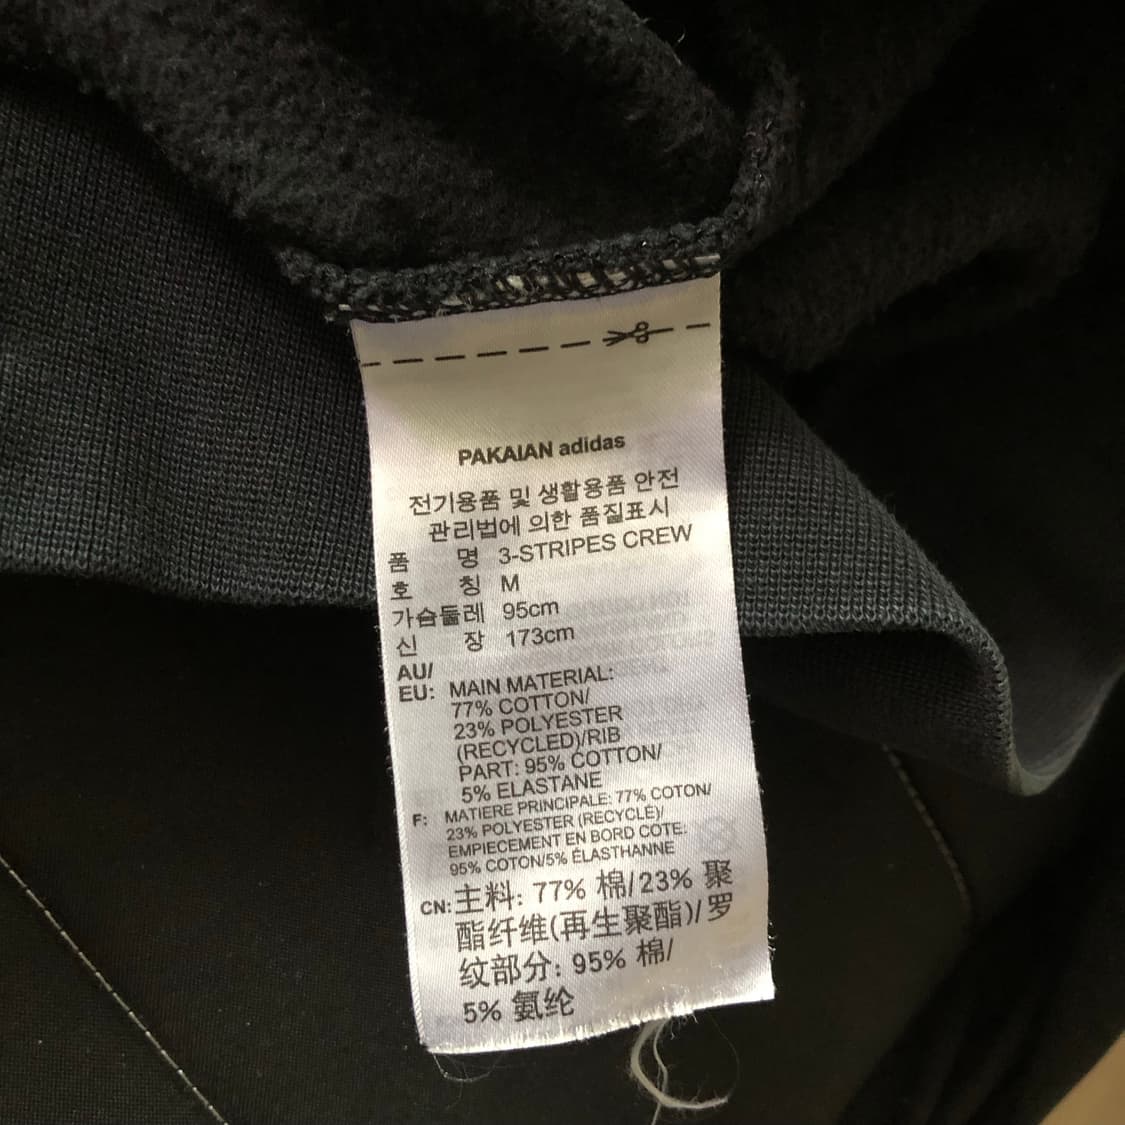 PAKAIAN adidas
전기용품 및 생활용품 안전
관리법에 의한 품질표시
품 명 3-STRIPES CREW
호 칭 M
가슴둘레 95cm
신 장 173cm
AU/
EU: MAIN MATERIAL:
77% COTTON/
23% POLYESTER
(RECYCLED)/RIB
PART: 95% COTTON/
5% ELASTANE
F: MATIERE PRINCIPALE: 77% COTON/
23% POLYESTER (RECYCLÉ)/
EMPIECEMENT EN BORD COTE:
95% COTON/5% ÉLASTHANNE
CN: 主料: 77% 棉/23% 聚
酯纤维(再生聚酯)/罗
纹部分: 95% 棉/
5% 氨纶